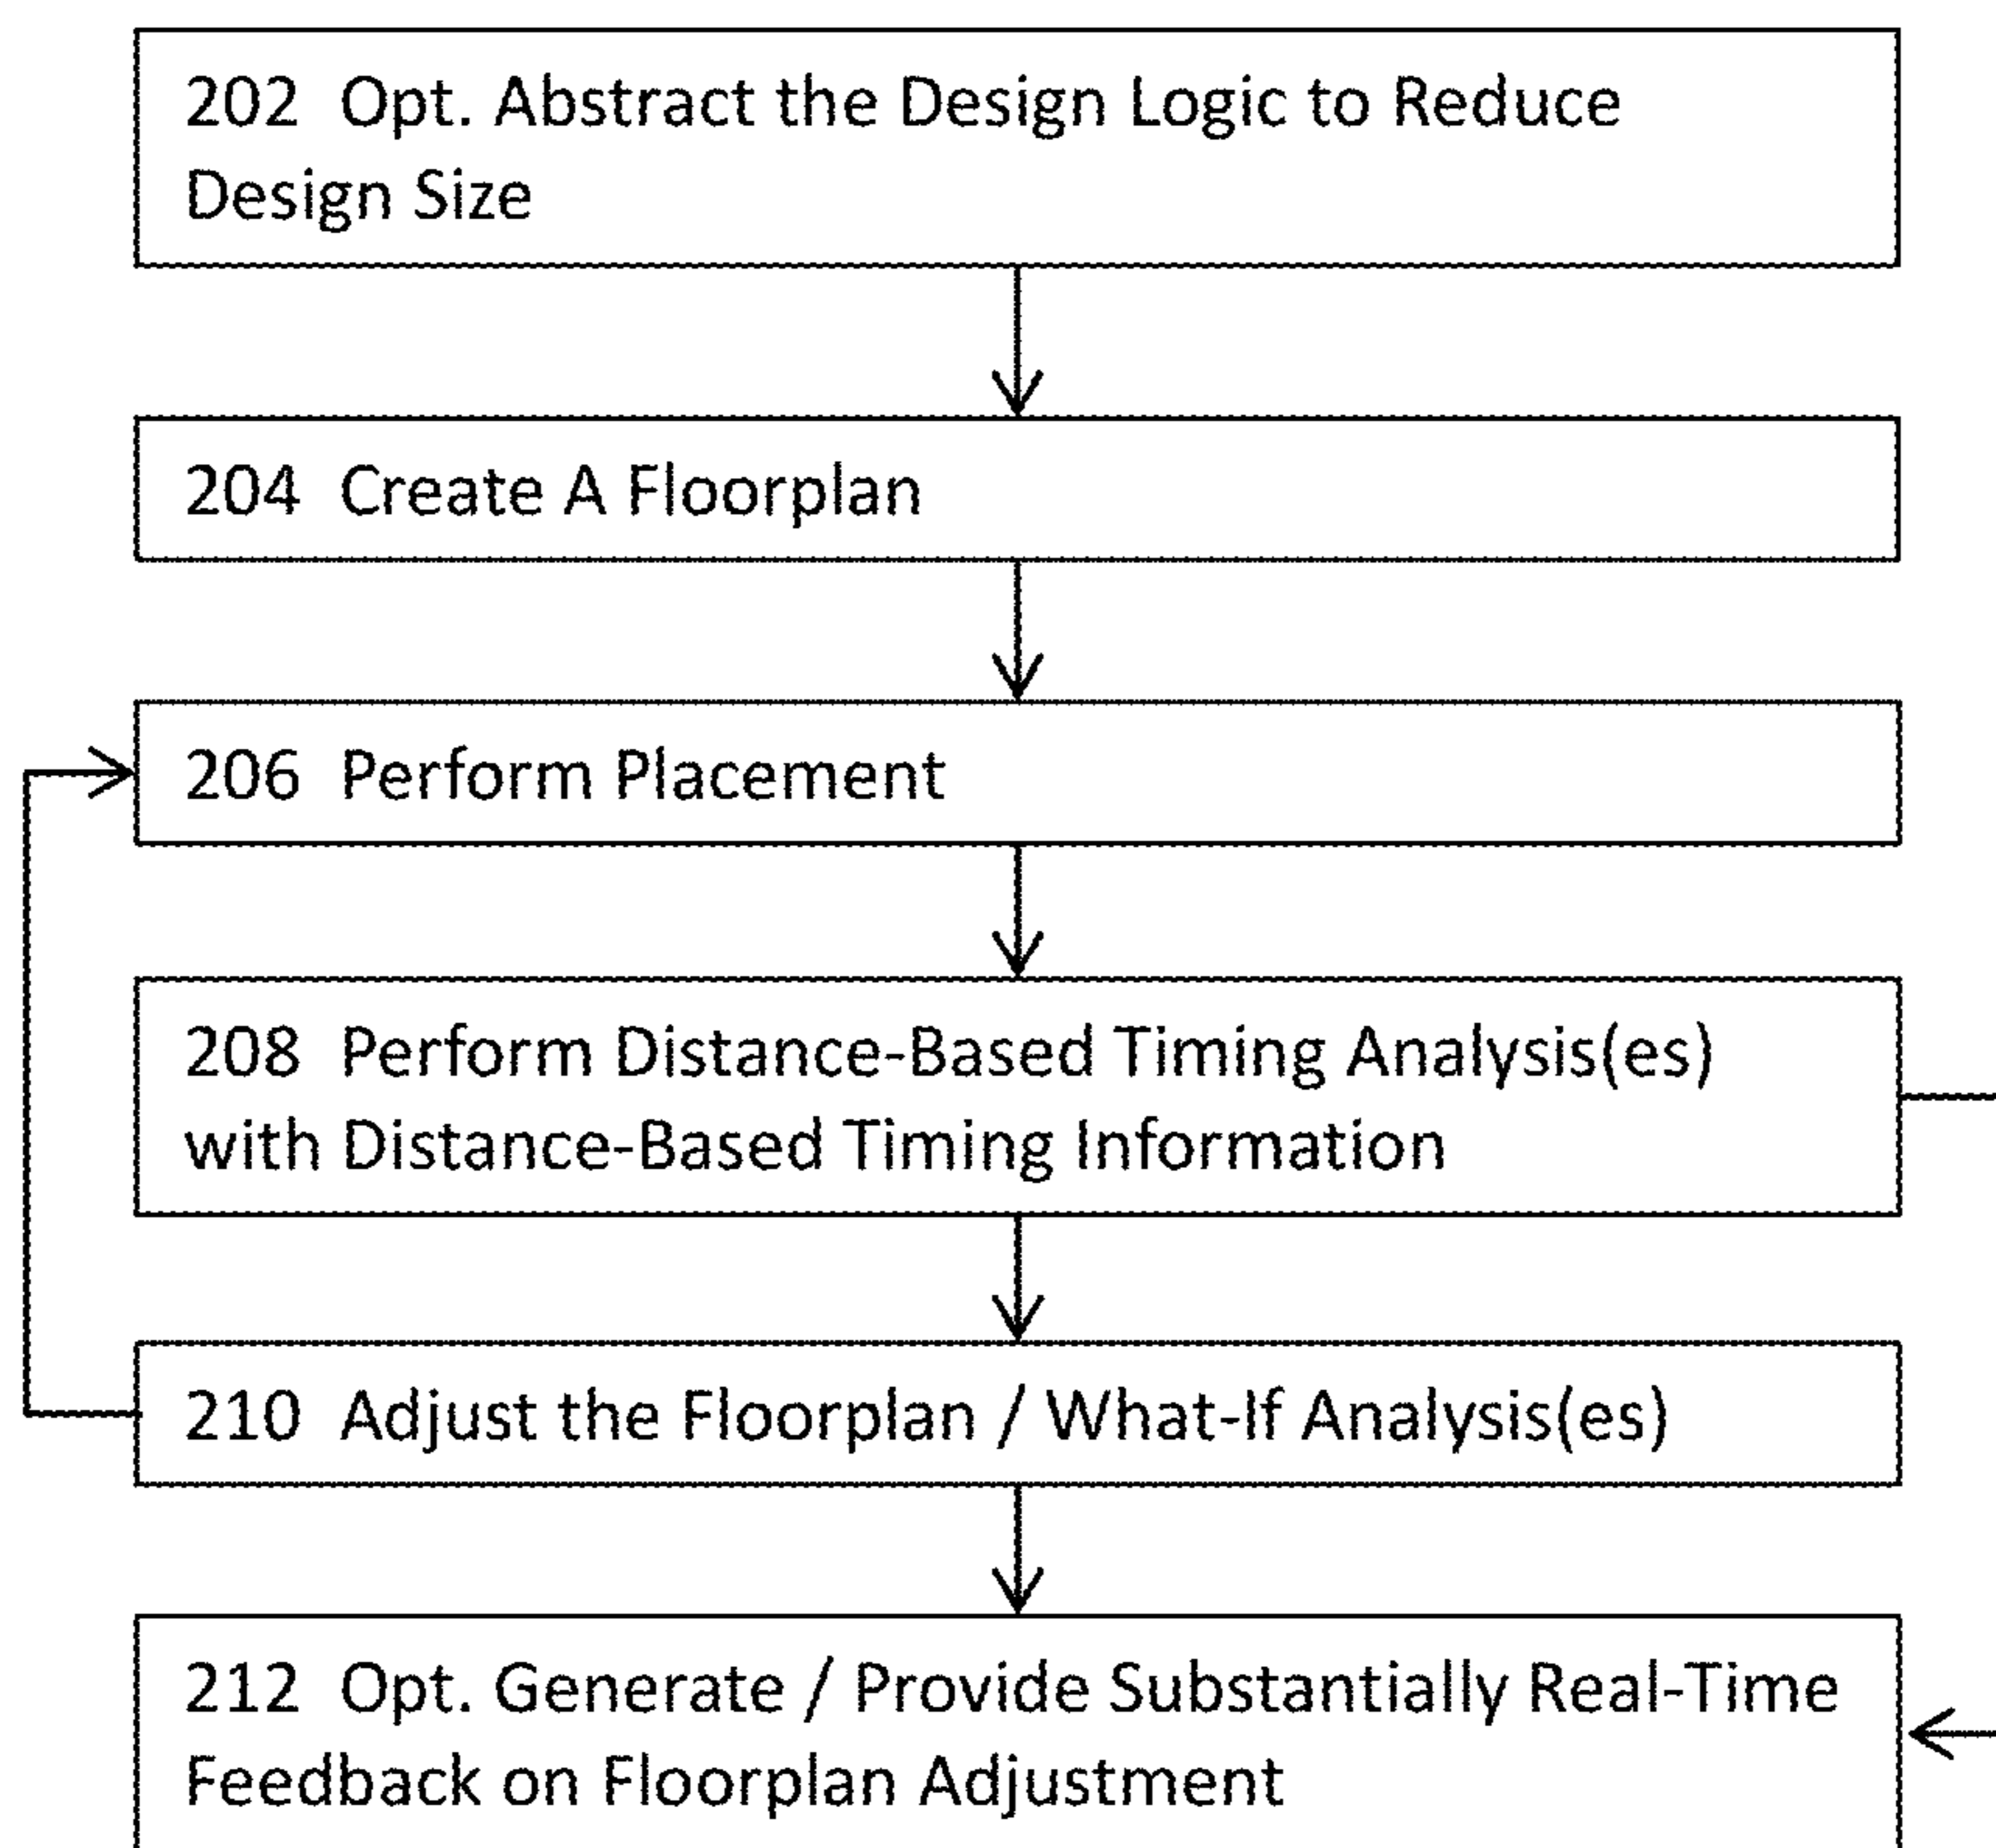 202 Opt. Abstract the Design Logic to Reduce
Design Size
204 Create A Floorplan
206 Perform Placement
208 Perform Distance-Based Timing Analysis(es)
with Distance-Based Timing Information
210 Adjust the Floorplan / What-If Analysis(es)
212 Opt. Generate / Provide Substantially Real-Time
Feedback on Floorplan Adjustment